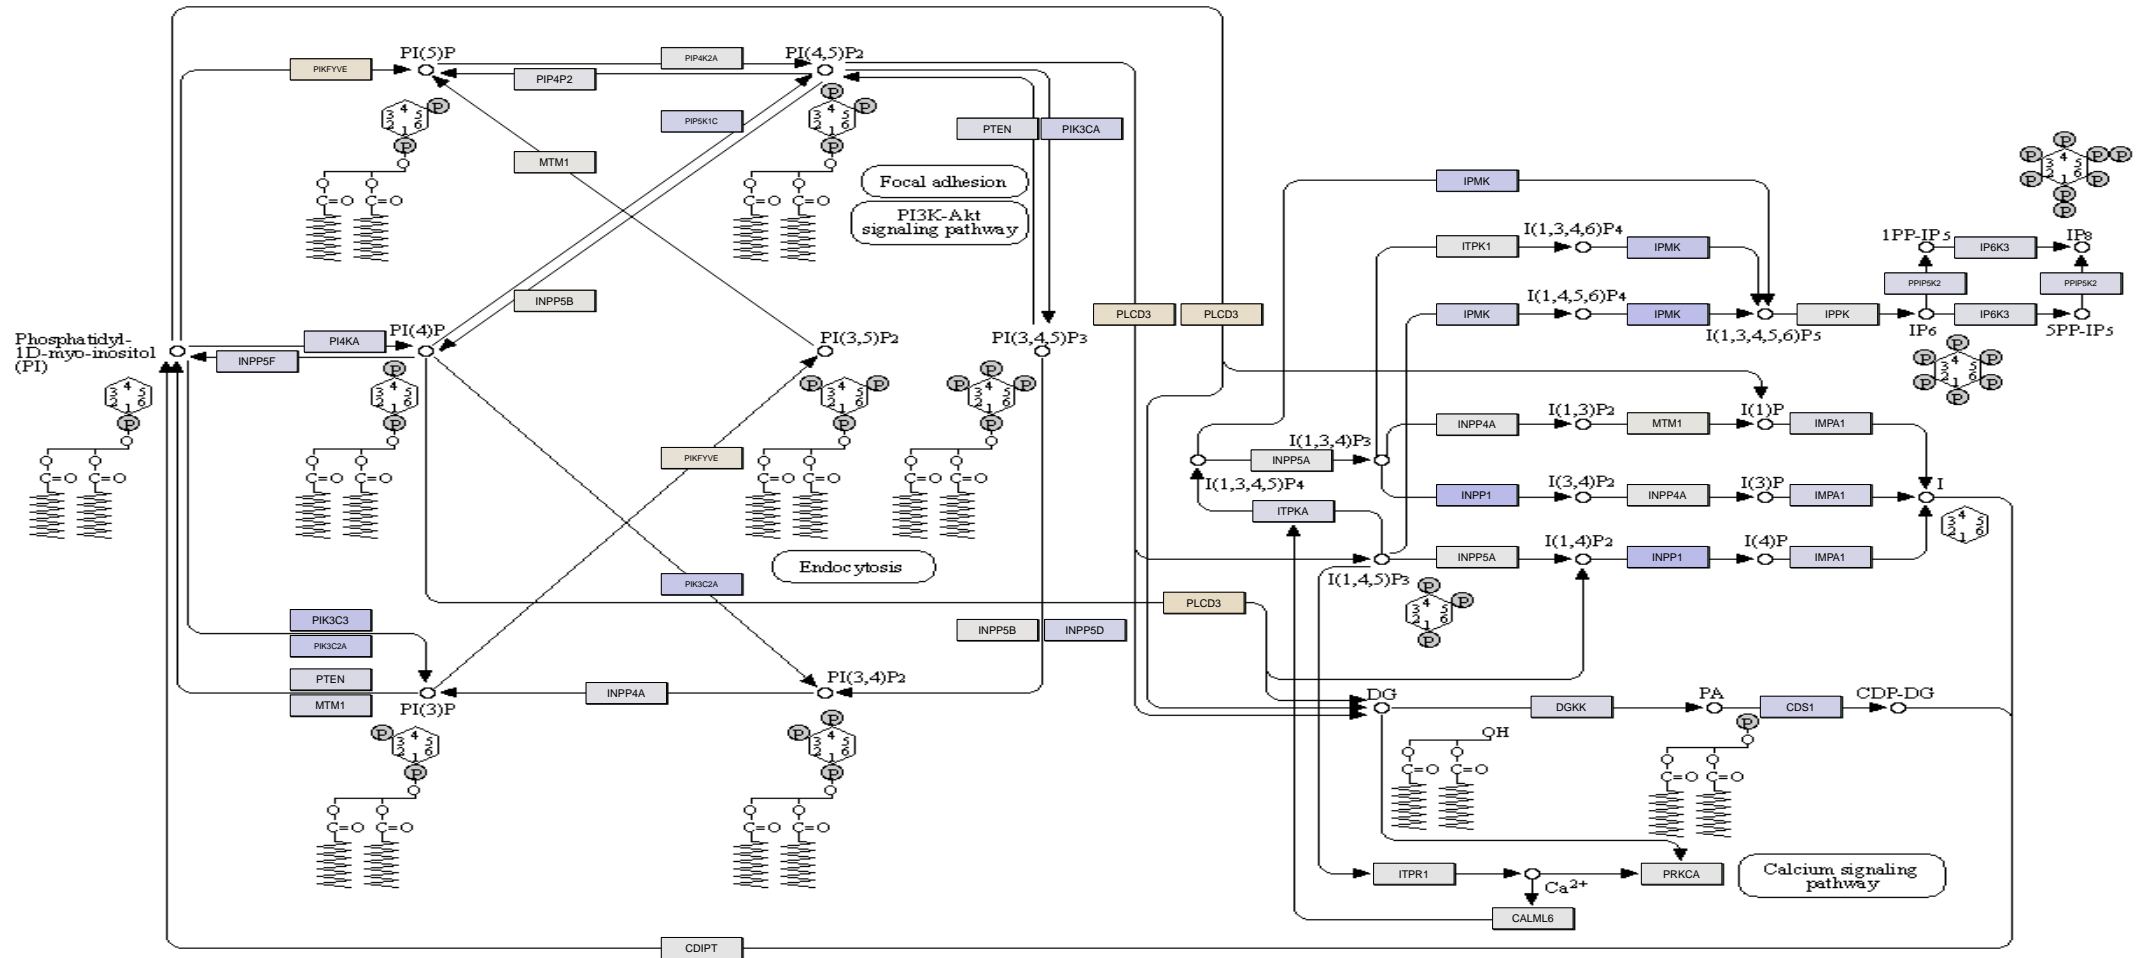 PI(5)P
PI(4,5)P2
PIKFYVE
PIP4K2A
PIP4P2
PIP5K1C
MTM1
PTEN
PIK3CA
Focal adhesion
PI3K-Akt
signaling pathway
INPP5B
Phosphatidyl-
1D-myo-inositol
(PI)
PI4KA
INPP5F
PI(4)P
PI(3,5)P2
PI(3,4,5)P3
PLCD3
PLCD3
PIKFYVE
Endocytosis
PIK3C2A
PLCD3
PIK3C3
PIK3C2A
PTEN
MTM1
PI(3)P
INPP4A
PI(3,4)P2
INPP5B
INPP5D
IPMK
ITPK1
I(1,3,4,6)P4
IPMK
IPMK
I(1,4,5,6)P4
IPMK
I(1,3,4,5,6)P5
IPPK
IP6
1PP-IP5
IP6K3
IP8
PPIP5K2
PPIP5K2
IP6K3
5PP-IP5
I(1,3,4)P3
INPP5A
I(1,3,4,5)P4
ITPKA
INPP4A
I(1,3)P2
MTM1
I(1)P
IMPA1
INPP1
I(3,4)P2
INPP4A
I(3)P
IMPA1
I
I(1,4,5)P3
INPP5A
I(1,4)P2
INPP1
I(4)P
IMPA1
DG
DGKK
PA
CDS1
CDP-DG
OH
ITPR1
Ca2+
PRKCA
CALML6
Calcium signaling
pathway
CDIPT